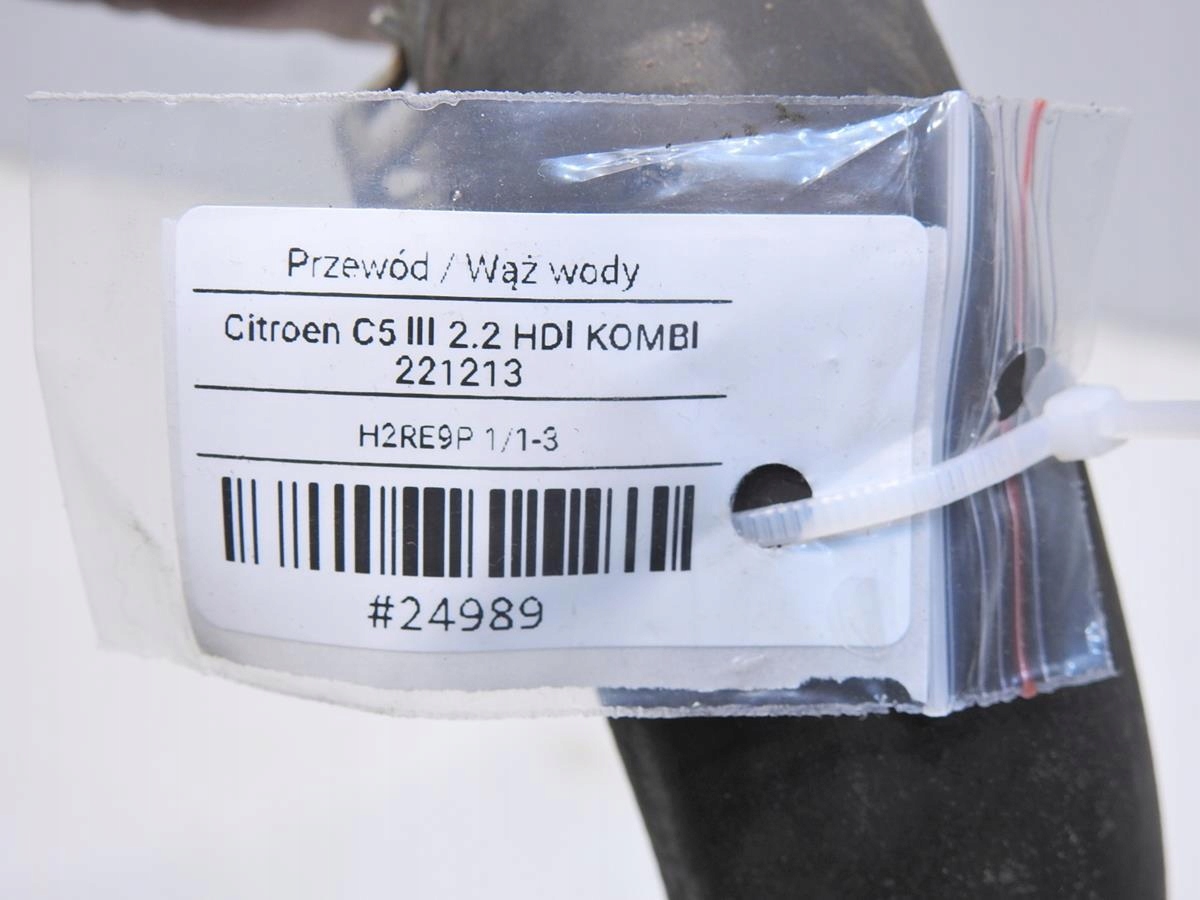 Przewód / Wąż wody
Citroen C5 III 2.2 HDI KOMBI
221213
H2RE9P 1/1-3
#24989